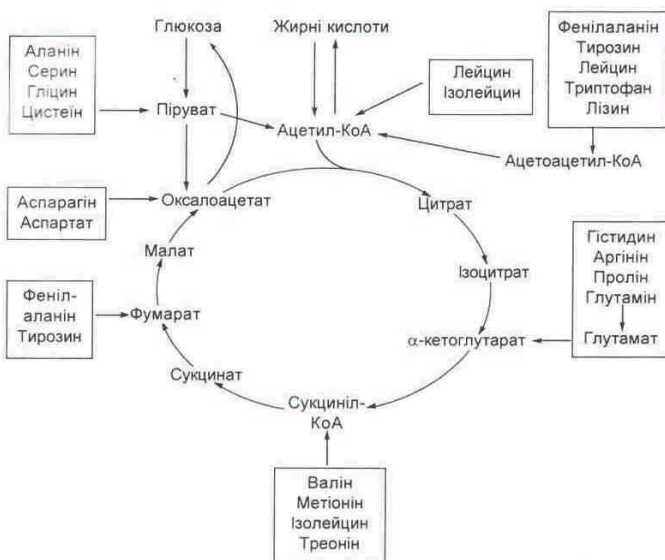 Глюкоза
Жирні кислоти
Фенілаланін
Тирозин
Лейцин
Триптофан
Лізин
Аланін
Серин
Гліцин
Цистеїн
Лейцин
Ізолейцин
Піруват
Ацетил-КоА
Ацетоацетил-КоА
Аспарагін
Аспартат
Оксалоацетат
Цитрат
Малат
Ізоцитрат
Гістидин
Аргінін
Пролін
Глутамін
Глутамат
Феніл-
аланін
Тирозин
Фумарат
α-кетоглутарат
Сукцинат
Сукциніл-
КоА
Валін
Метіонін
Ізолейцин
Треонін